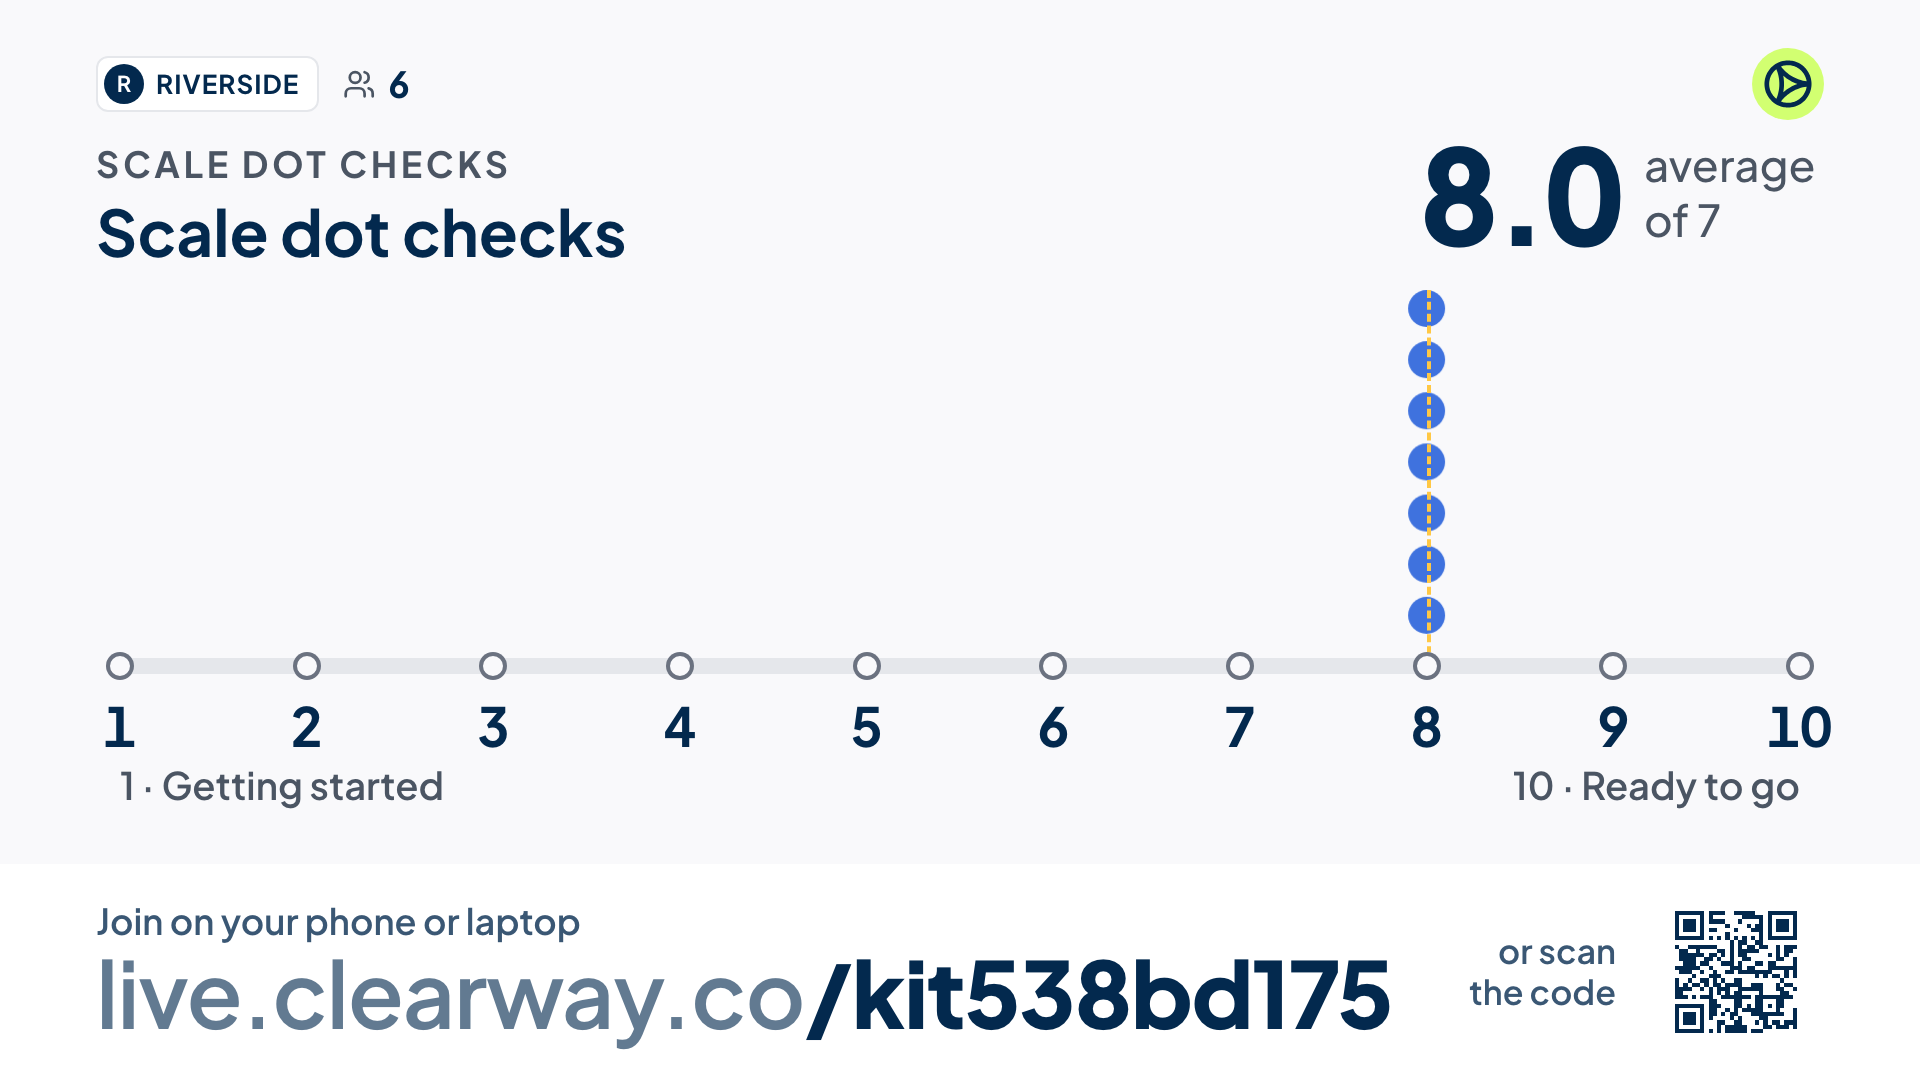 R RIVERSIDE 6
SCALE DOT CHECKS
Scale dot checks
8.0 average
of 7
1 2 3 4 5 6 7 8 9 10
1 · Getting started
10 · Ready to go
Join on your phone or laptop
live.clearway.co/kit538bd175
or scan
the code